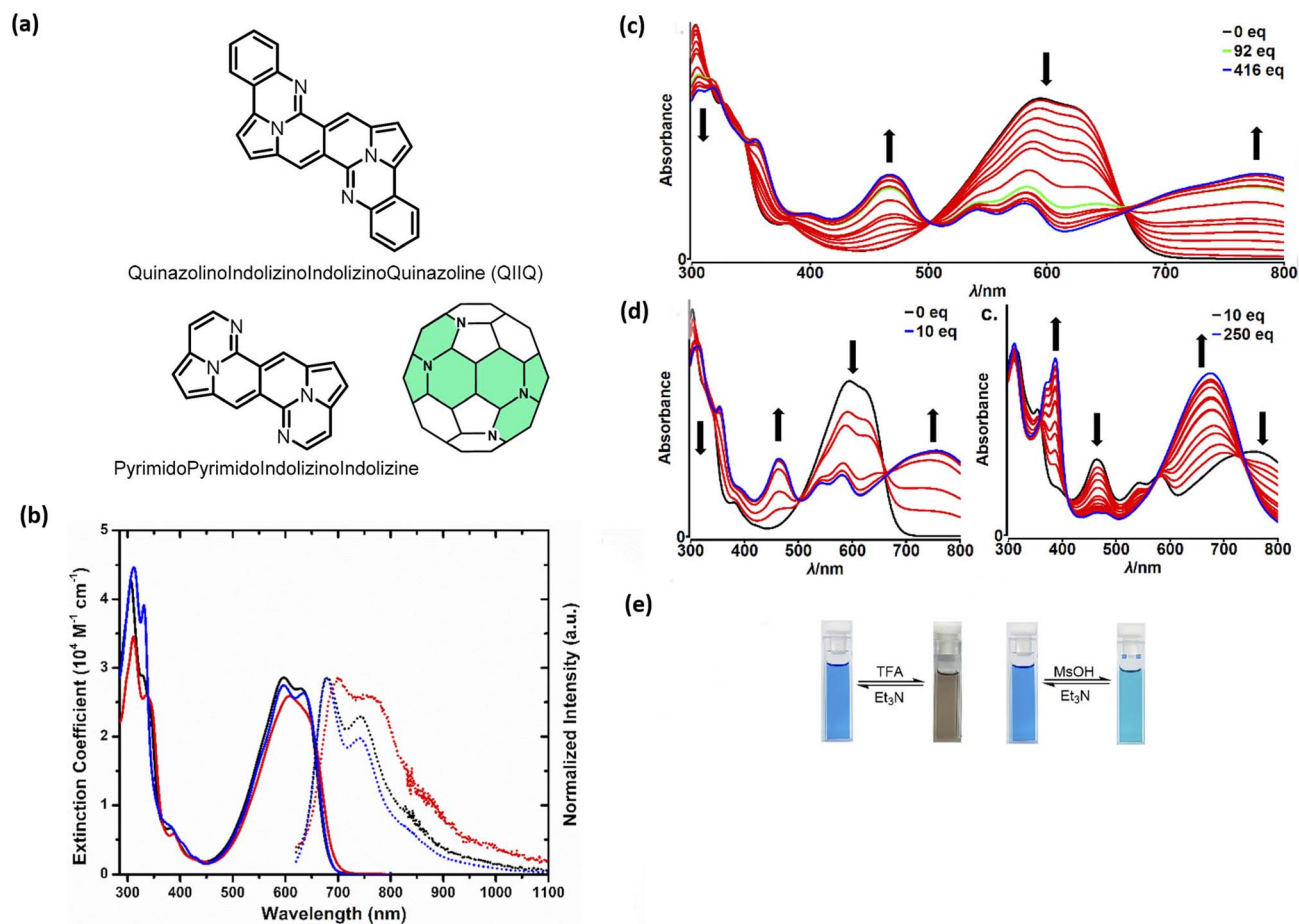 (a)
N
N
N
N
QuinazolinoIndolizinoIndolizinoQuinazoline (QIIQ)
N
N
N
N
N
N
N
N
PyrimidoPyrimidoIndolizinoIndolizine
(b)
Extinction Coefficient (10⁴ M⁻¹ cm⁻¹)
5
4
3
2
1
0
300 400 500 600 700 800 900 1000 1100
Wavelength (nm)
Normalized Intensity (a.u.)
(c)
0 eq
92 eq
416 eq
Absorbance
0
300 400 500 600 700 800
λ/nm
(d)
0 eq
10 eq
Absorbance
0
300 400 500 600 700 800
λ/nm
c.
10 eq
250 eq
Absorbance
0
300 400 500 600 700 800
λ/nm
(e)
TFA
Et₃N
MsOH
Et₃N